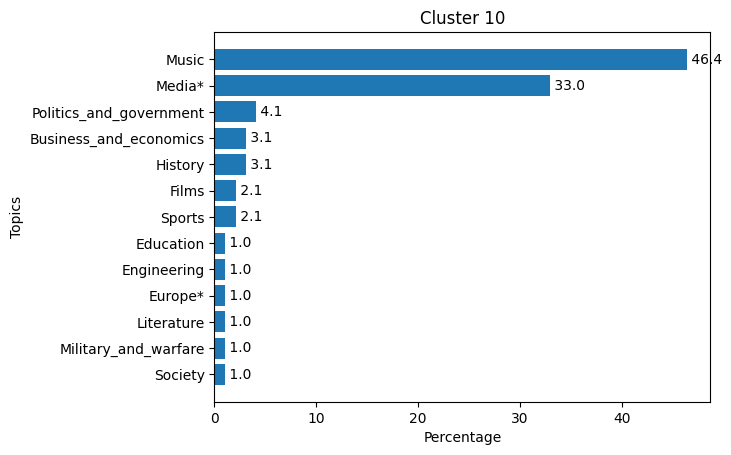 Cluster 10
Music 46.4
Media* 33.0
Politics_and_government 4.1
Business_and_economics 3.1
History 3.1
Films 2.1
Sports 2.1
Education 1.0
Engineering 1.0
Europe* 1.0
Literature 1.0
Military_and_warfare 1.0
Society 1.0
Topics
0 10 20 30 40
Percentage